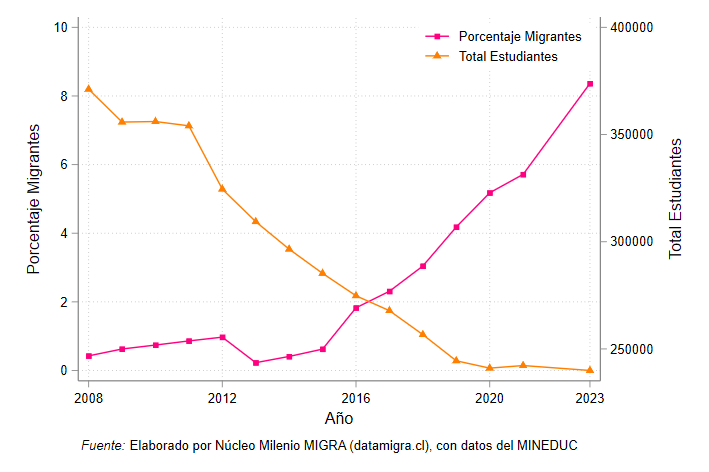 10
8
6
4
2
0
Porcentaje Migrantes
Porcentaje Migrantes
Total Estudiantes
400000
350000
300000
250000
Total Estudiantes
2008 2012 2016 2020 2023
Año
Fuente: Elaborado por Núcleo Milenio MIGRA (datamigra.cl), con datos del MINEDUC